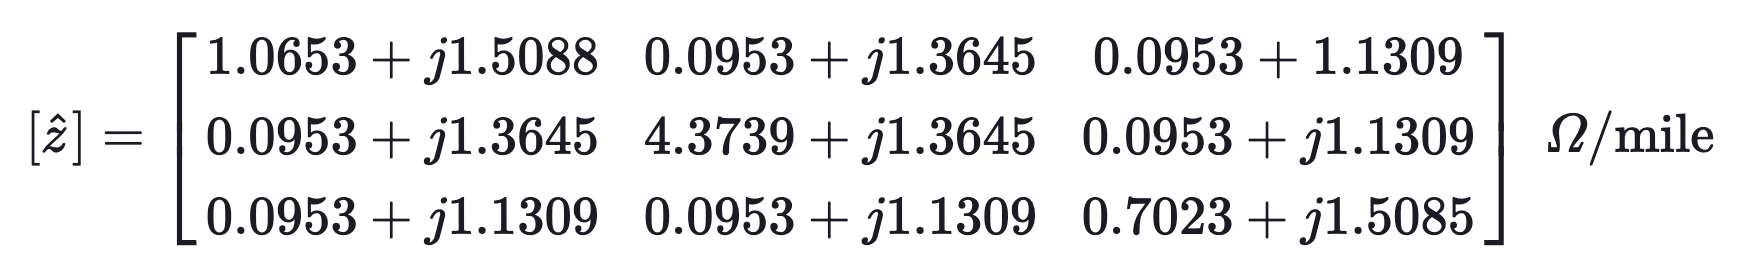 [ẑ] = [ 1.0653 + j1.5088 0.0953 + j1.3645 0.0953 + 1.1309
0.0953 + j1.3645 4.3739 + j1.3645 0.0953 + j1.1309
0.0953 + j1.1309 0.0953 + j1.1309 0.7023 + j1.5085 ] Ω/mile